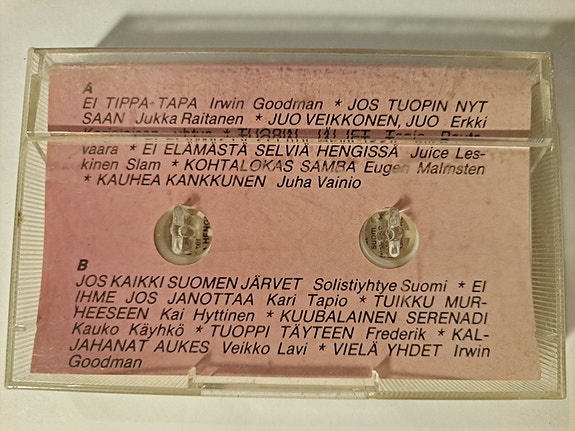 A
EI TIPPA-TAPA Irwin Goodman * JOS TUOPIN NYT
SAAN Jukka Raitanen * JUO VEIKKONEN, JUO Erkki
vaara * EI ELÄMÄSTÄ SELVIÄ HENGISSÄ Juice Les-
kinen Slam * KOHTALOKAS SAMBA Eugen Malmsten
* KAUHEA KANKKUNEN Juha Vainio
B
JOS KAIKKI SUOMEN JÄRVET Solistiyhtye Suomi * EI
IHME JOS JANOTTAA Kari Tapio * TUIKKU MUR-
HEESEEN Kai Hyttinen * KUUBALAINEN SERENADI
Kauko Käyhkö * TUOPPI TÄYTEEN Frederik * KAL-
JAHANAT AUKES Veikko Lavi * VIELÄ YHDET Irwin
Goodman